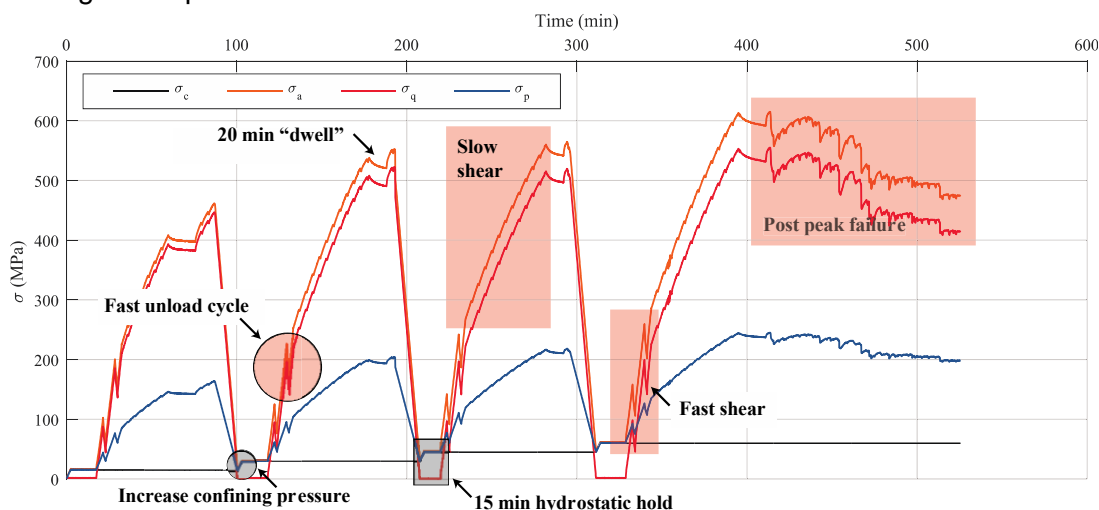 Time (min)
0 100 200 300 400 500 600
700
600
500
400
300
200
100
0
σ (MPa)
σc σa σq σp
20 min “dwell”
Slow
shear
Fast unload cycle
Post peak failure
Fast shear
Increase confining pressure
15 min hydrostatic hold